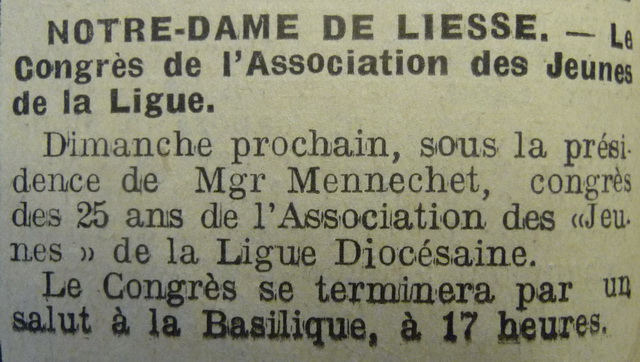 NOTRE-DAME DE LIESSE. — Le
Congrès de l'Association des Jeunes
de la Ligue.
Dimanche prochain, sous la prési-
dence de Mgr Mennechet, congrès
des 25 ans de l'Association des «Jeu-
nes » de la Ligue Diocésaine.
Le Congrès se terminera par un
salut à la Basilique, à 17 heures.